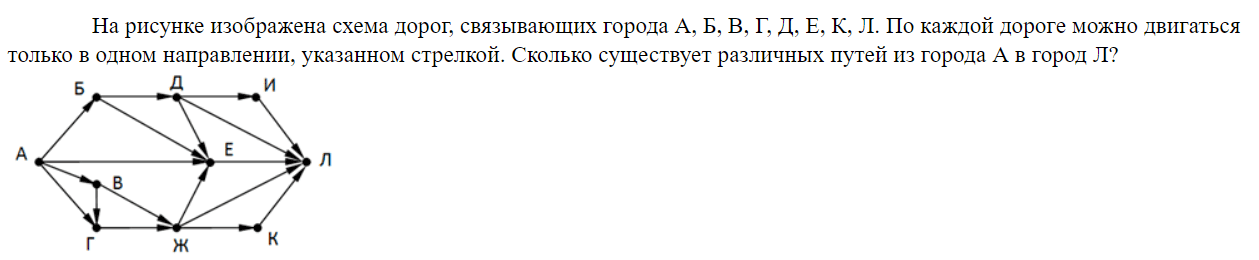 На рисунке изображена схема дорог, связывающих города А, Б, В, Г, Д, Е, К, Л. По каждой дороге можно двигаться
только в одном направлении, указанном стрелкой. Сколько существует различных путей из города А в город Л?
Б Д И
А Е Л
В
Г Ж К